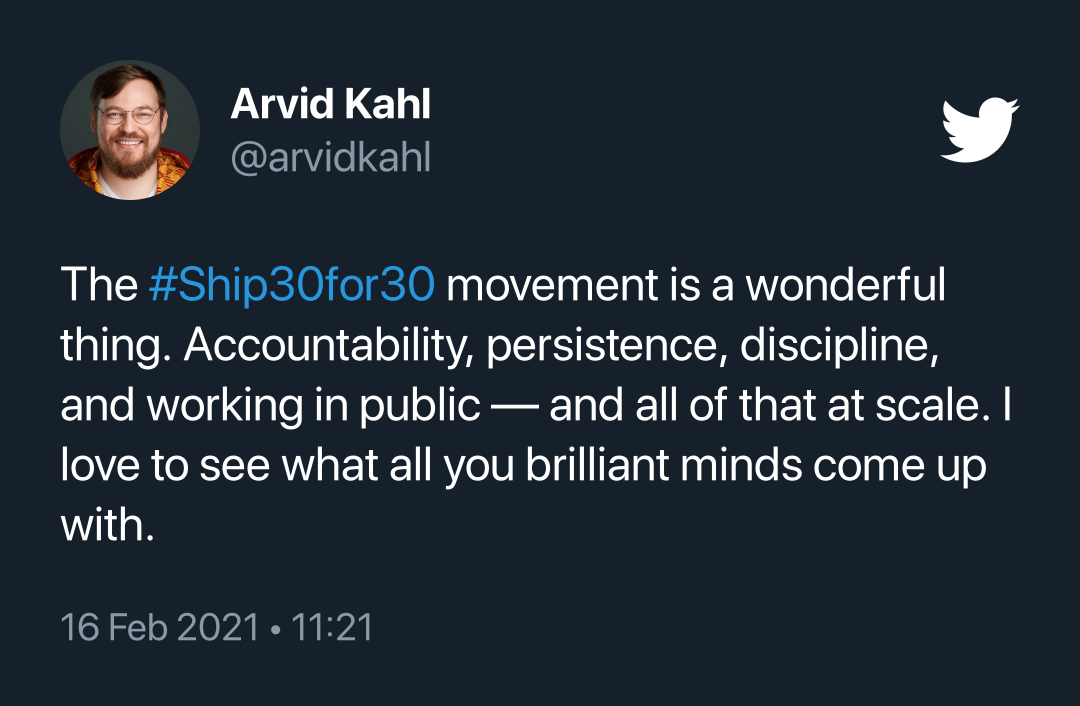 Arvid Kahl
@arvidkahl
The #Ship30for30 movement is a wonderful
thing. Accountability, persistence, discipline,
and working in public — and all of that at scale. I
love to see what all you brilliant minds come up
with.
16 Feb 2021 • 11:21